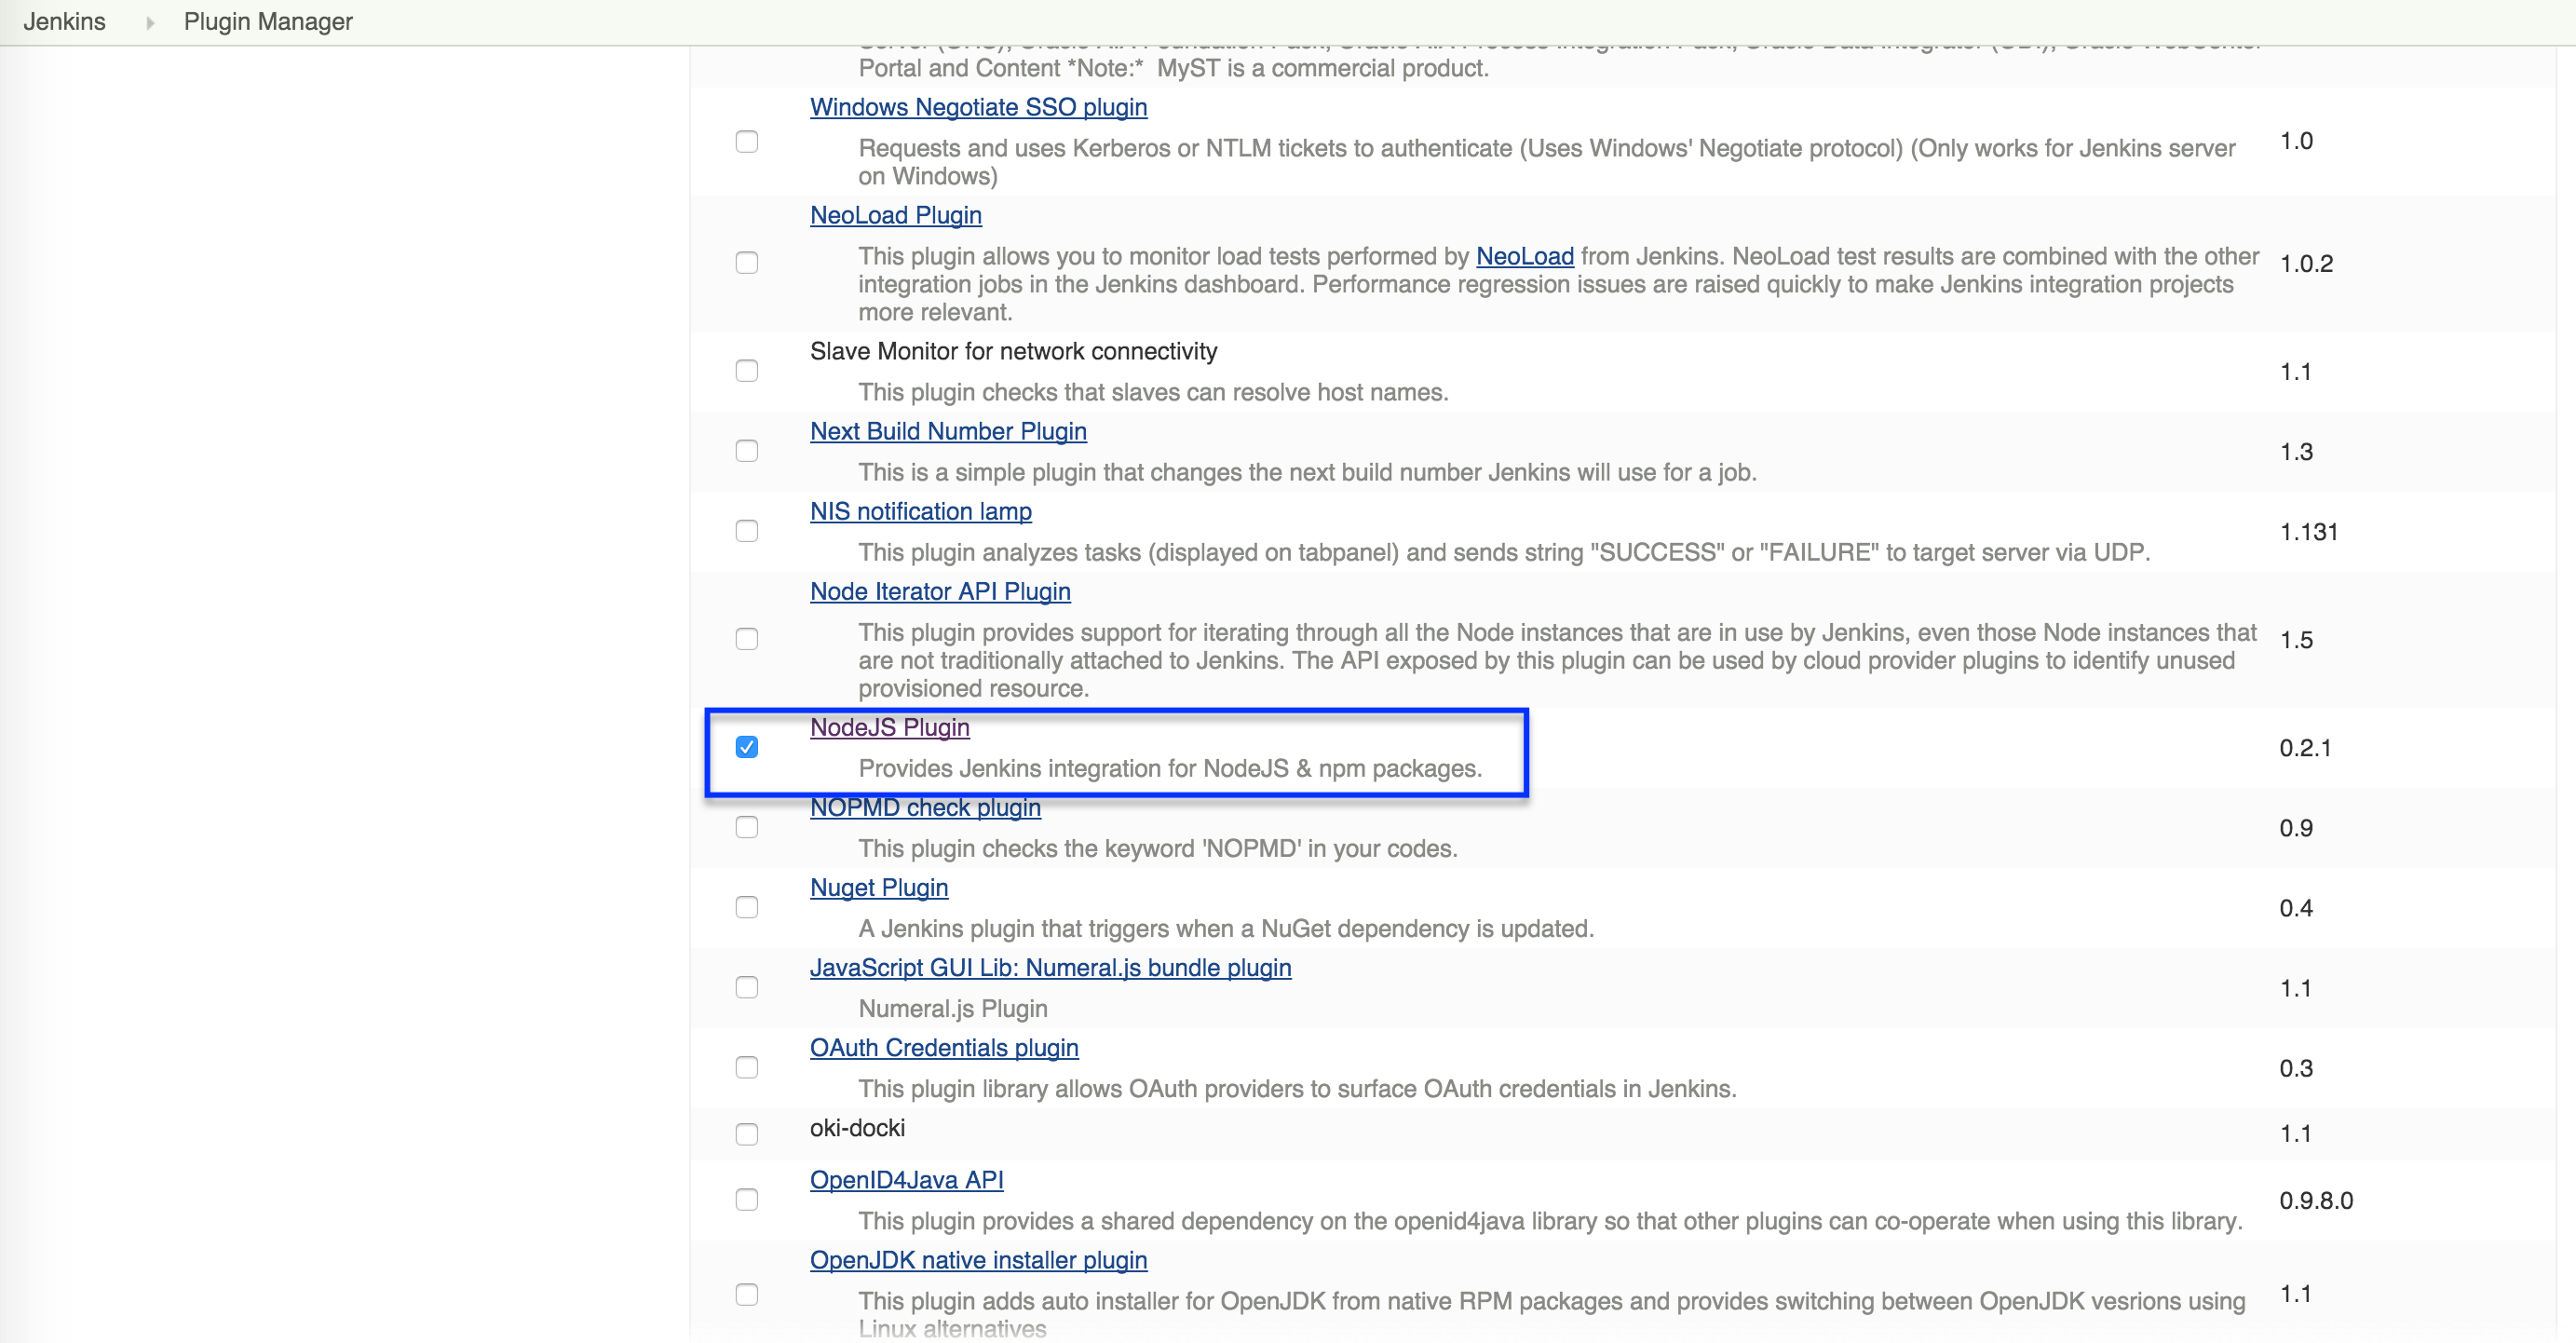 Jenkins Plugin Manager
Portal and Content *Note:* MyST is a commercial product.
Windows Negotiate SSO plugin
Requests and uses Kerberos or NTLM tickets to authenticate (Uses Windows' Negotiate protocol) (Only works for Jenkins server
on Windows)
1.0
NeoLoad Plugin
This plugin allows you to monitor load tests performed by NeoLoad from Jenkins. NeoLoad test results are combined with the other
integration jobs in the Jenkins dashboard. Performance regression issues are raised quickly to make Jenkins integration projects
more relevant.
1.0.2
Slave Monitor for network connectivity
This plugin checks that slaves can resolve host names.
1.1
Next Build Number Plugin
This is a simple plugin that changes the next build number Jenkins will use for a job.
1.3
NIS notification lamp
This plugin analyzes tasks (displayed on tabpanel) and sends string "SUCCESS" or "FAILURE" to target server via UDP.
1.131
Node Iterator API Plugin
This plugin provides support for iterating through all the Node instances that are in use by Jenkins, even those Node instances that
are not traditionally attached to Jenkins. The API exposed by this plugin can be used by cloud provider plugins to identify unused
provisioned resource.
1.5
NodeJS Plugin
Provides Jenkins integration for NodeJS & npm packages.
0.2.1
NOPMD check plugin
This plugin checks the keyword 'NOPMD' in your codes.
0.9
Nuget Plugin
A Jenkins plugin that triggers when a NuGet dependency is updated.
0.4
JavaScript GUI Lib: Numeral.js bundle plugin
Numeral.js Plugin
1.1
OAuth Credentials plugin
This plugin library allows OAuth providers to surface OAuth credentials in Jenkins.
0.3
oki-docki
1.1
OpenID4Java API
This plugin provides a shared dependency on the openid4java library so that other plugins can co-operate when using this library.
0.9.8.0
OpenJDK native installer plugin
This plugin adds auto installer for OpenJDK from native RPM packages and provides switching between OpenJDK vesrions using
Linux alternatives
1.1